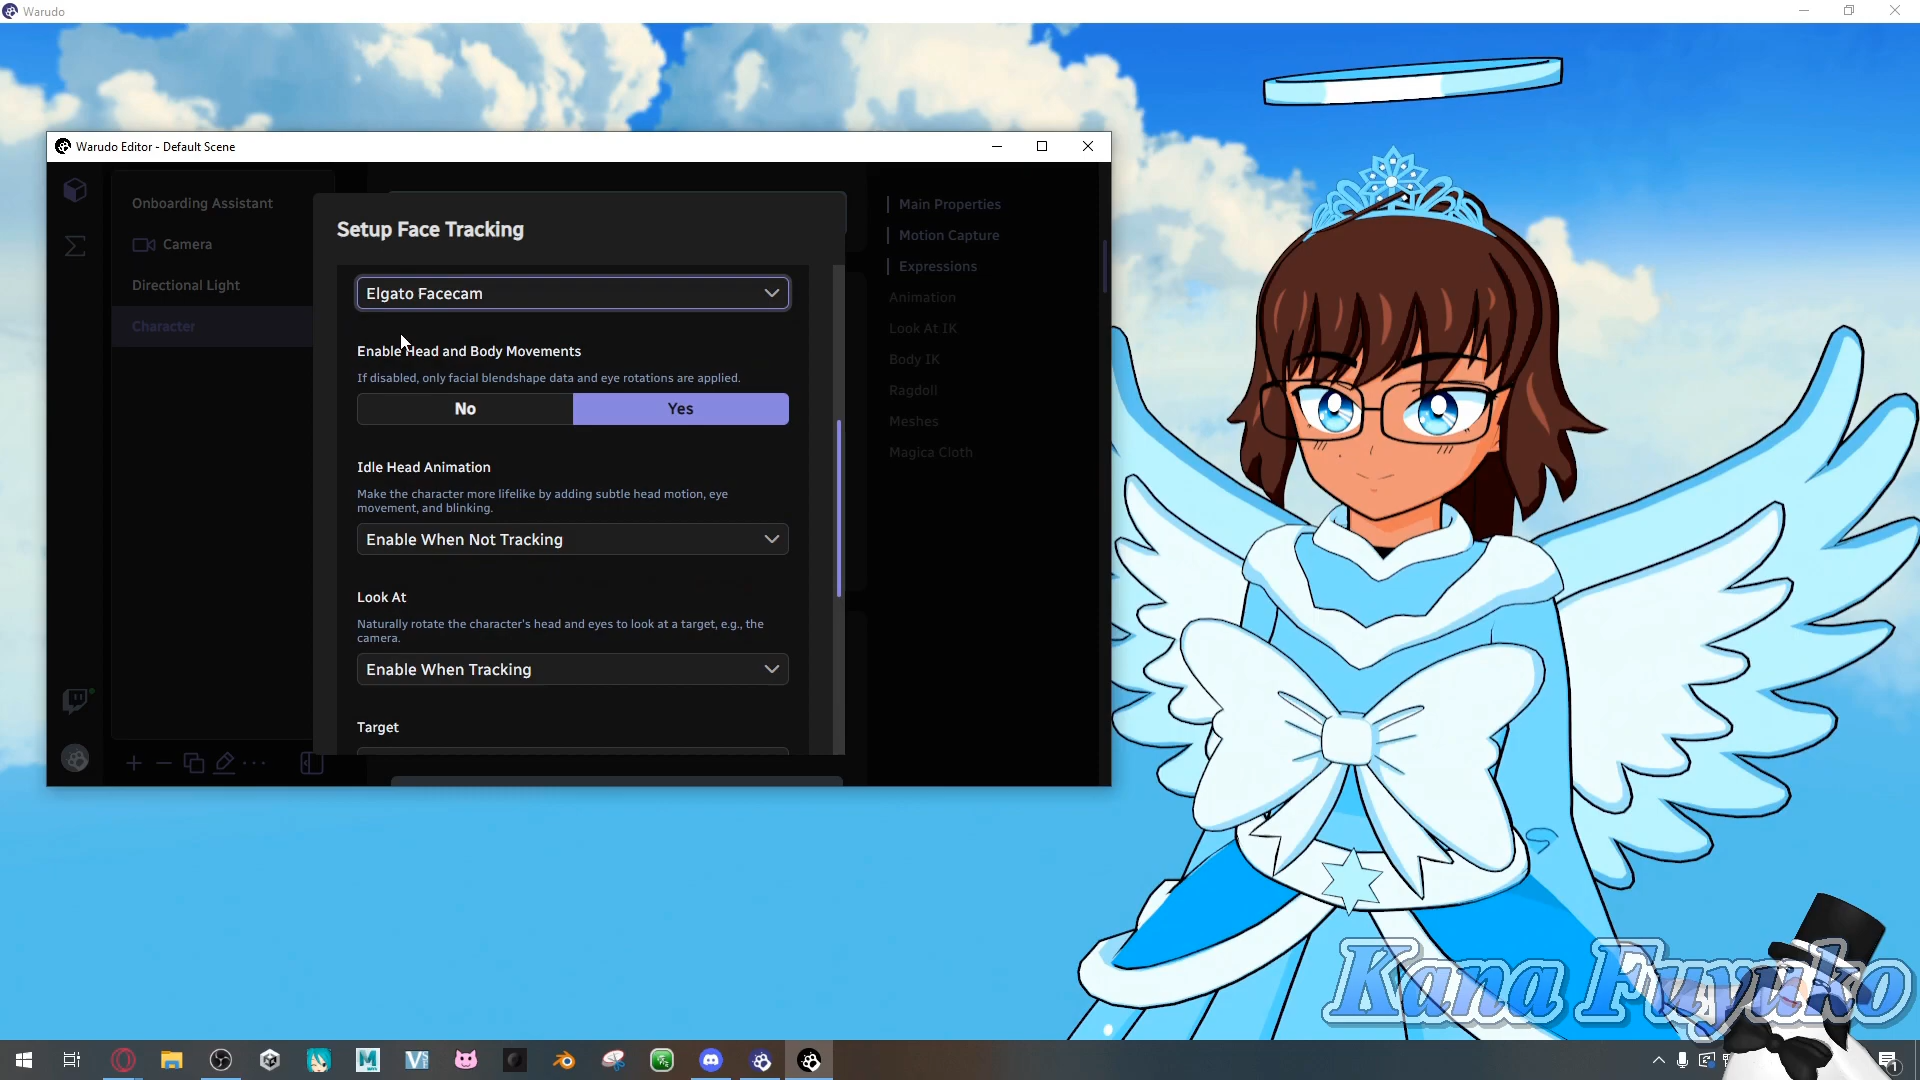 Warudo
Warudo Editor - Default Scene
Onboarding Assistant
Camera
Directional Light
Character
Setup Face Tracking
Elgato Facecam
Enable Head and Body Movements
If disabled, only facial blendshape data and eye rotations are applied.
No
Yes
Idle Head Animation
Make the character more lifelike by adding subtle head motion, eye
movement, and blinking.
Enable When Not Tracking
Look At
Naturally rotate the character's head and eyes to look at a target, e.g., the
camera.
Enable When Tracking
Target
Main Properties
Motion Capture
Expressions
Animation
Look At IK
Body IK
Ragdoll
Meshes
Magica Cloth
Kana Fuyuko
1